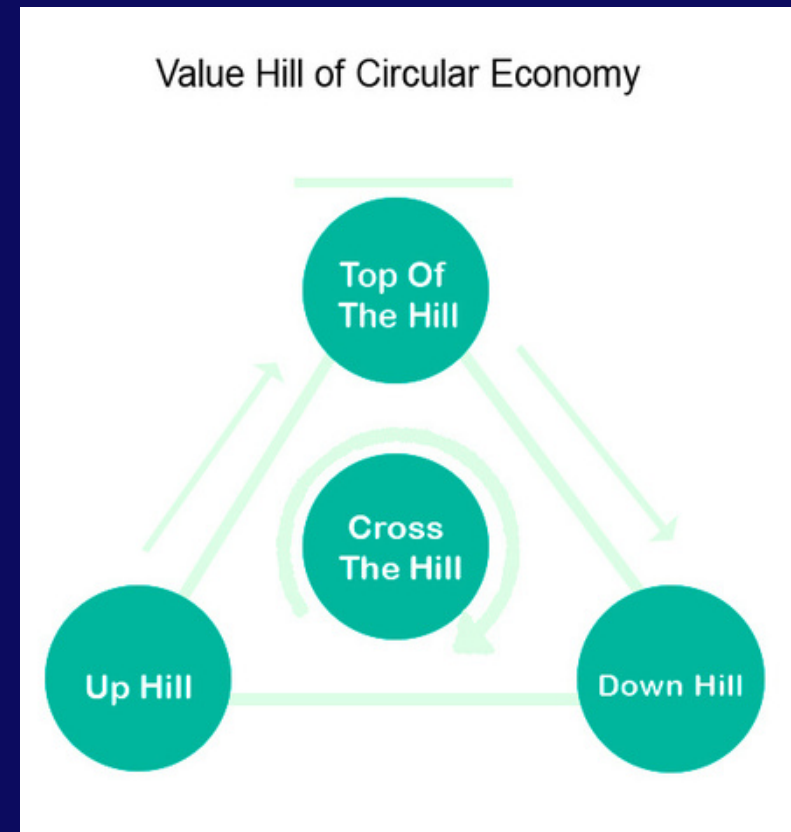 Value Hill of Circular Economy
Top Of
The Hill
Cross
The Hill
Up Hill
Down Hill